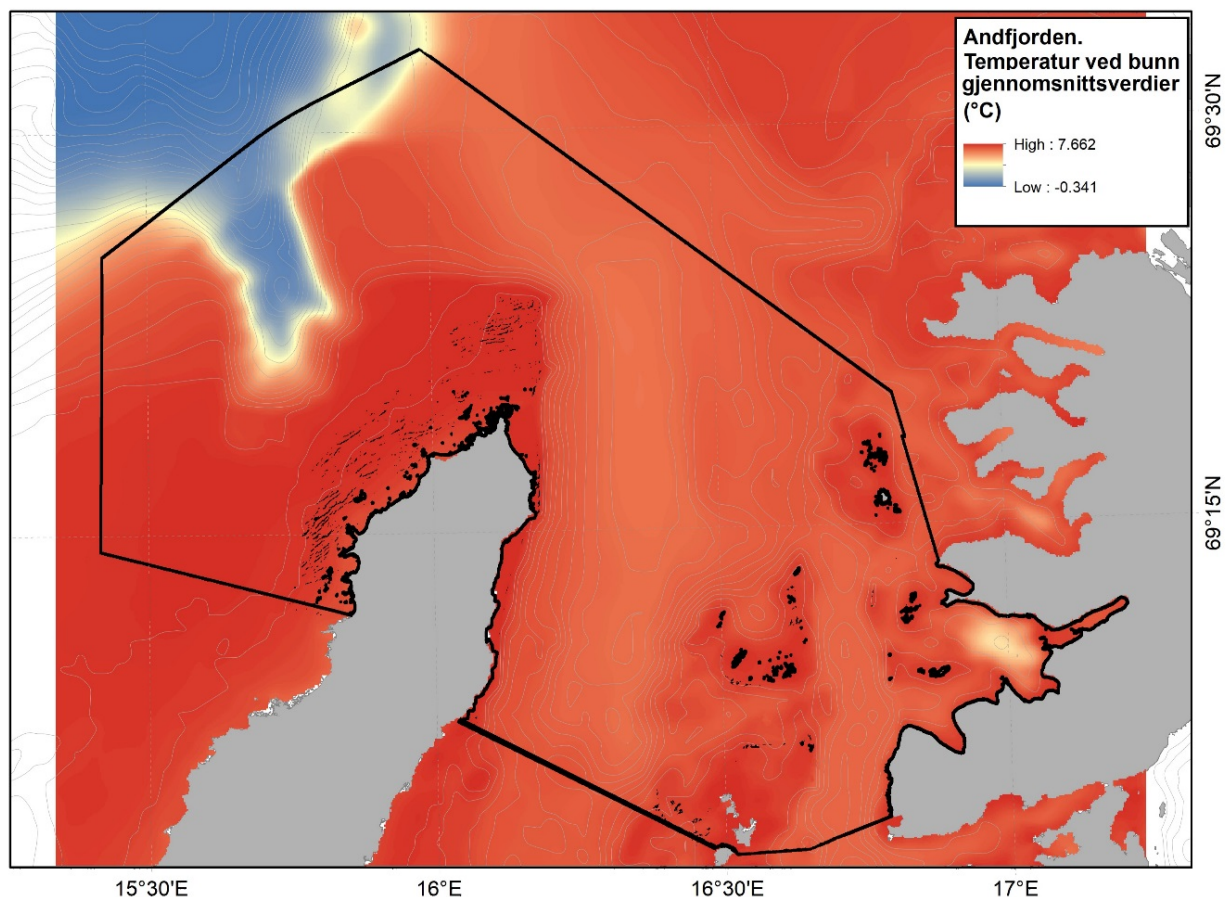 Andfjorden.
Temperatur ved bunn
gjennomsnittsverdier
(°C)
High : 7.662
Low : -0.341
69°30'N
69°15'N
15°30'E
16°E
16°30'E
17°E